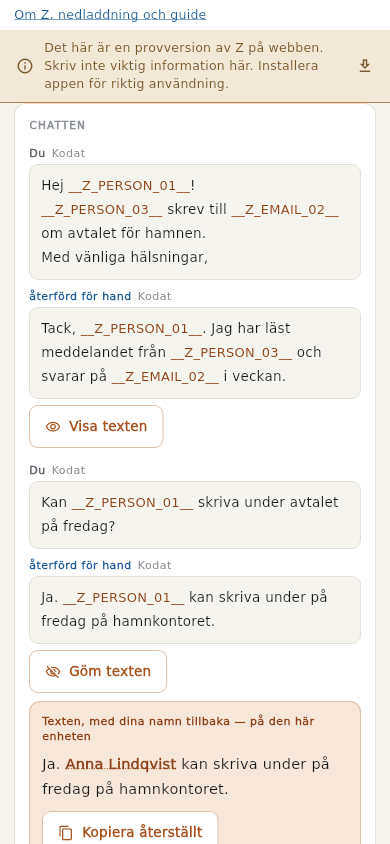 Om Z, nedladdning och guide
Det här är en provversion av Z på webben.
Skriv inte viktig information här. Installera
appen för riktig användning.
CHATTEN
Du Kodat
Hej __Z_PERSON_01__!
__Z_PERSON_03__ skrev till __Z_EMAIL_02__
om avtalet för hamnen.
Med vänliga hälsningar,
återförd för hand Kodat
Tack, __Z_PERSON_01__. Jag har läst
meddelandet från __Z_PERSON_03__ och
svarar på __Z_EMAIL_02__ i veckan.
Visa texten
Du Kodat
Kan __Z_PERSON_01__ skriva under avtalet
på fredag?
återförd för hand Kodat
Ja. __Z_PERSON_01__ kan skriva under på
fredag på hamnkontoret.
Göm texten
Texten, med dina namn tillbaka — på den här
enheten
Ja. Anna Lindqvist kan skriva under på
fredag på hamnkontoret.
Kopiera återställt